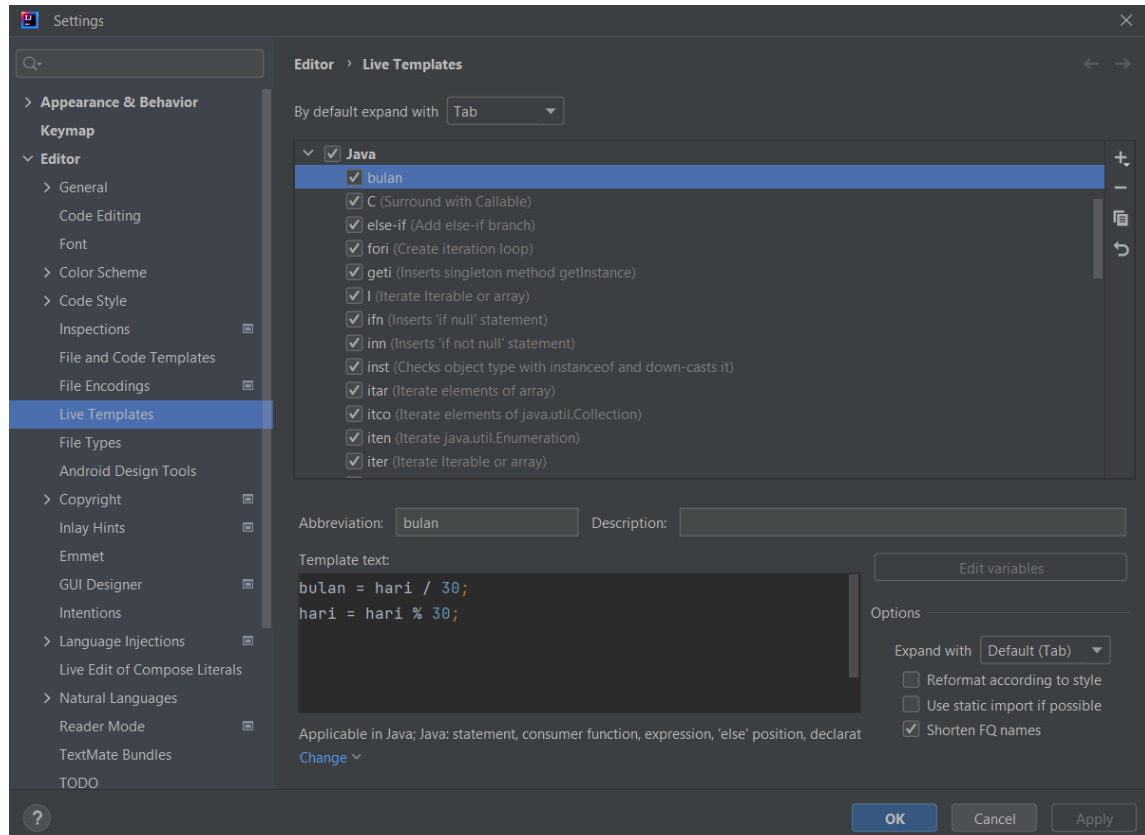 Settings
Editor › Live Templates
Appearance & Behavior
Keymap
Editor
General
Code Editing
Font
Color Scheme
Code Style
Inspections
File and Code Templates
File Encodings
Live Templates
File Types
Android Design Tools
Copyright
Inlay Hints
Emmet
GUI Designer
Intentions
Language Injections
Live Edit of Compose Literals
Natural Languages
Reader Mode
TextMate Bundles
TODO
By default expand with Tab
Java
bulan
C (Surround with Callable)
else-if (Add else-if branch)
fori (Create iteration loop)
geti (Inserts singleton method getInstance)
I (Iterate Iterable or array)
ifn (Inserts 'if null' statement)
inn (Inserts 'if not null' statement)
inst (Checks object type with instanceof and down-casts it)
itar (Iterate elements of array)
itco (Iterate elements of java.util.Collection)
iten (Iterate java.util.Enumeration)
iter (Iterate Iterable or array)
Abbreviation: bulan Description:
Template text:
bulan = hari / 30;
hari = hari % 30;
Edit variables
Options
Expand with Default (Tab)
Reformat according to style
Use static import if possible
Shorten FQ names
Applicable in Java; Java: statement, consumer function, expression, 'else' position, declarat
Change
? OK Cancel Apply